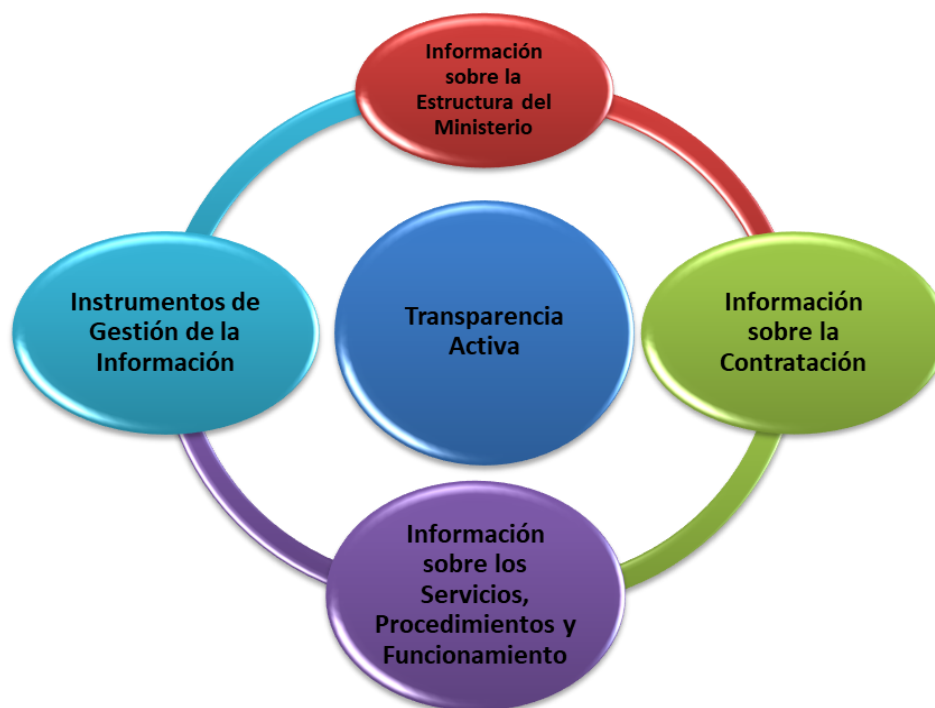 Información
sobre la
Estructura del
Ministerio
Instrumentos de
Gestión de la
Información
Transparencia
Activa
Información
sobre la
Contratación
Información
sobre los
Servicios,
Procedimientos y
Funcionamiento